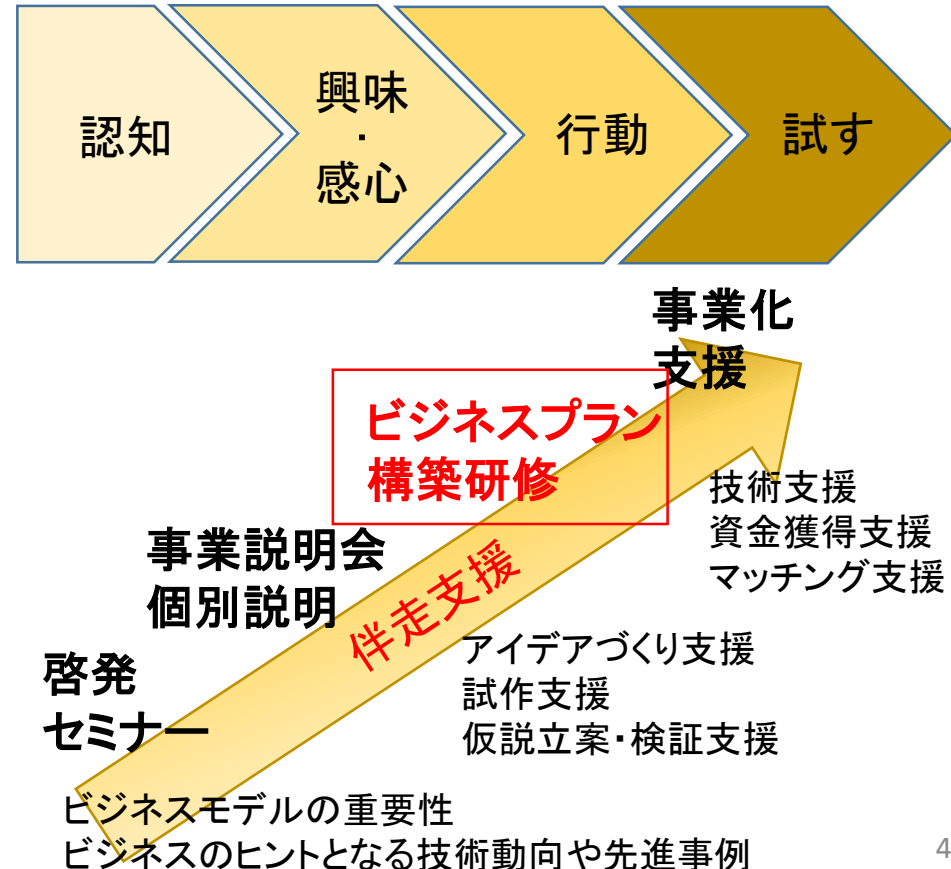 認知
興味
・
感心
行動
試す
事業化
支援
ビジネスプラン
構築研修
技術支援
資金獲得支援
マッチング支援
事業説明会
個別説明
伴走支援
アイデアづくり支援
試作支援
仮説立案・検証支援
啓発
セミナー
ビジネスモデルの重要性
ビジネスのヒントとなる技術動向や先進事例
4